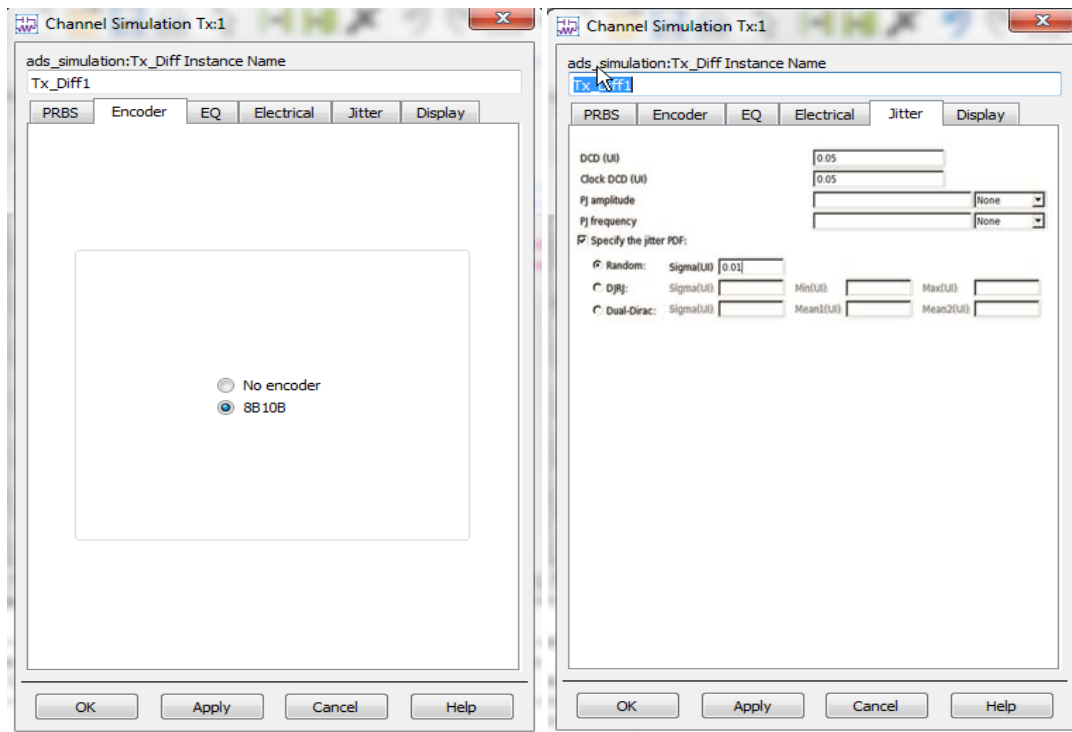 Channel Simulation Tx:1
ads_simulation:Tx_Diff Instance Name
Tx_Diff1
PRBS Encoder EQ Electrical Jitter Display
No encoder
8B10B
OK Apply Cancel Help
Channel Simulation Tx:1
ads_simulation:Tx_Diff Instance Name
Tx_Diff1
PRBS Encoder EQ Electrical Jitter Display
DCD (UI) 0.05
Clock DCD (UI) 0.05
PJ amplitude None
PJ frequency None
Specify the jitter PDF:
Random: Sigma(UI) 0.01
DJRJ: Sigma(UI) Min(UI) Max(UI)
Dual-Dirac: Sigma(UI) Mean1(UI) Mean2(UI)
OK Apply Cancel Help